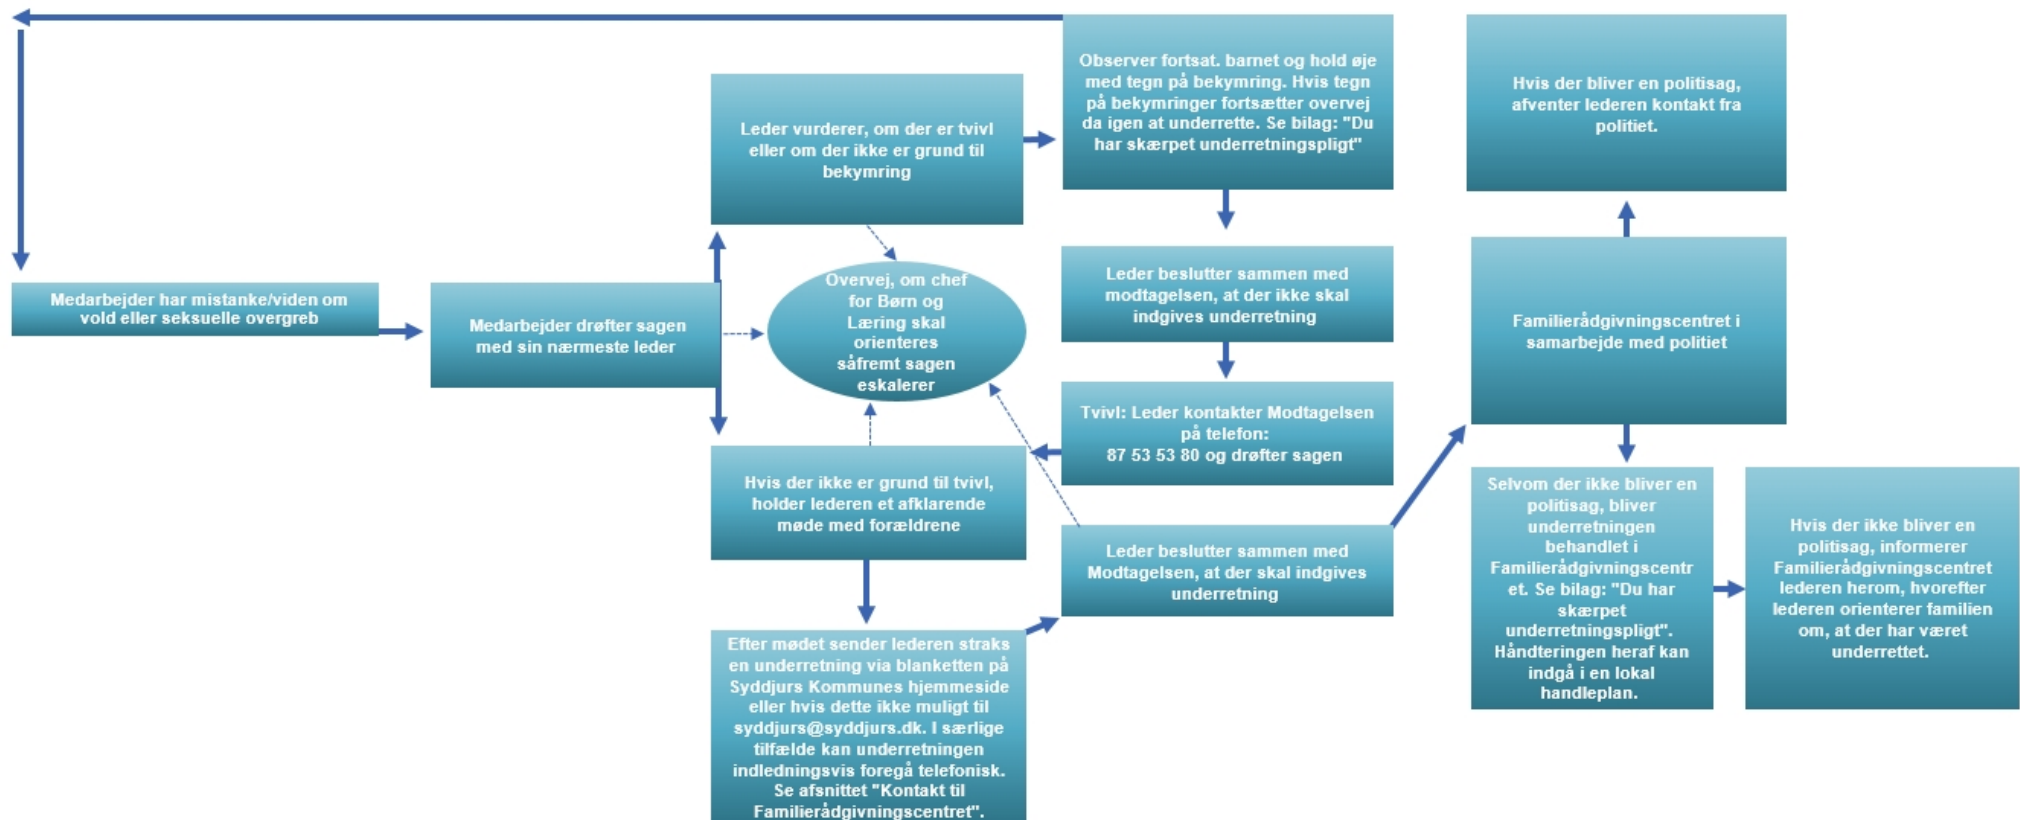 Medarbejder har mistanke/viden om
vold eller seksuelle overgreb
Medarbejder drøfter sagen
med sin nærmeste leder
Leder vurderer, om der er tvivl
eller om der ikke er grund til
bekymring
Overvej, om chef
for Børn og
Læring skal
orienteres
såfremt sagen
eskalerer
Hvis der ikke er grund til tvivl,
holder lederen et afklarende
møde med forældrene
Efter mødet sender lederen straks
en underretning via blanketten på
Syddjurs Kommunes hjemmeside
eller hvis dette ikke muligt til
syddjurs@syddjurs.dk. I særlige
tilfælde kan underretningen
indledningsvis foregå telefonisk.
Se afsnittet "Kontakt til
Familierådgivningscentret".
Observer fortsat. barnet og hold øje
med tegn på bekymring. Hvis tegn
på bekymringer fortsætter overvej
da igen at underrette. Se bilag: "Du
har skærpet underretningspligt"
Leder beslutter sammen med
modtagelsen, at der ikke skal
indgives underretning
Tvivl: Leder kontakter Modtagelsen
på telefon:
87 53 53 80 og drøfter sagen
Leder beslutter sammen med
Modtagelsen, at der skal indgives
underretning
Hvis der bliver en politisag,
afventer lederen kontakt fra
politiet.
Familierådgivningscentret i
samarbejde med politiet
Selvom der ikke bliver en
politisag, bliver
underretningen
behandlet i
Familierådgivningscentr
et. Se bilag: "Du har
skærpet
underretningspligt".
Håndteringen heraf kan
indgå i en lokal
handleplan.
Hvis der ikke bliver en
politisag, informerer
Familierådgivningscentret
lederen herom, hvorefter
lederen orienterer familien
om, at der har været
underrettet.